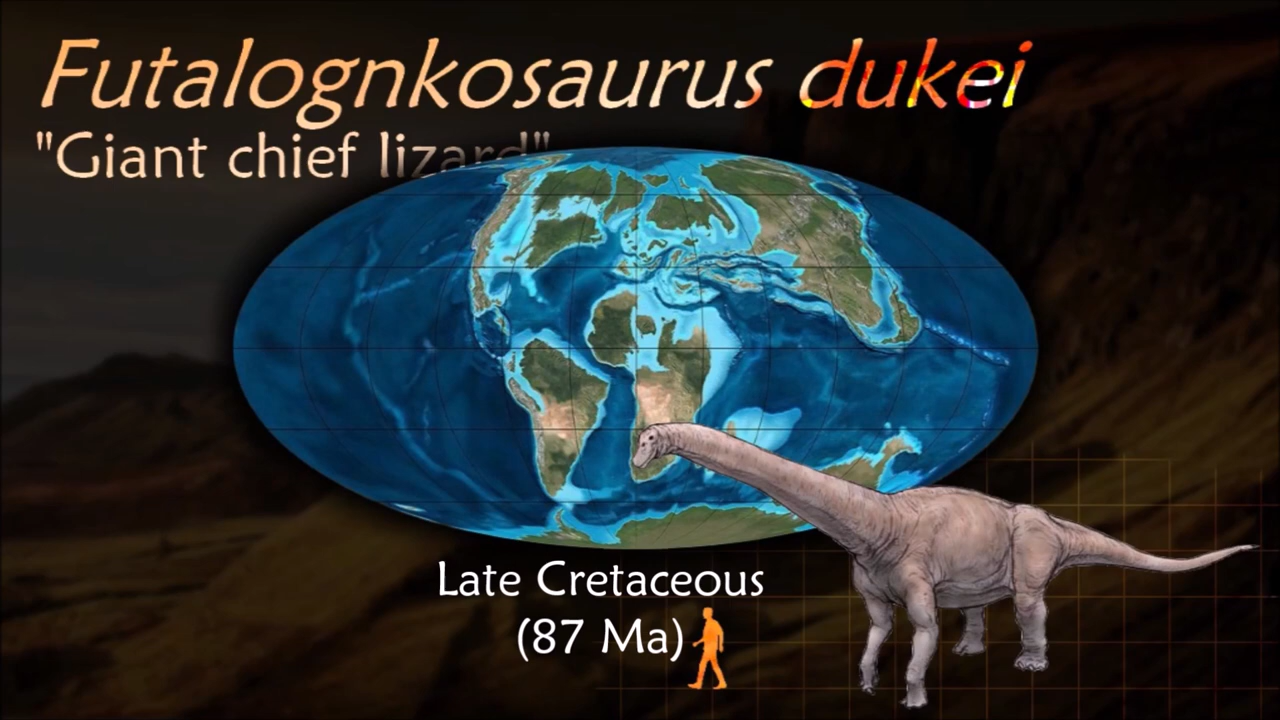 Futalognkosaurus dukei
"Giant chief lizard"
Late Cretaceous
(87 Ma)